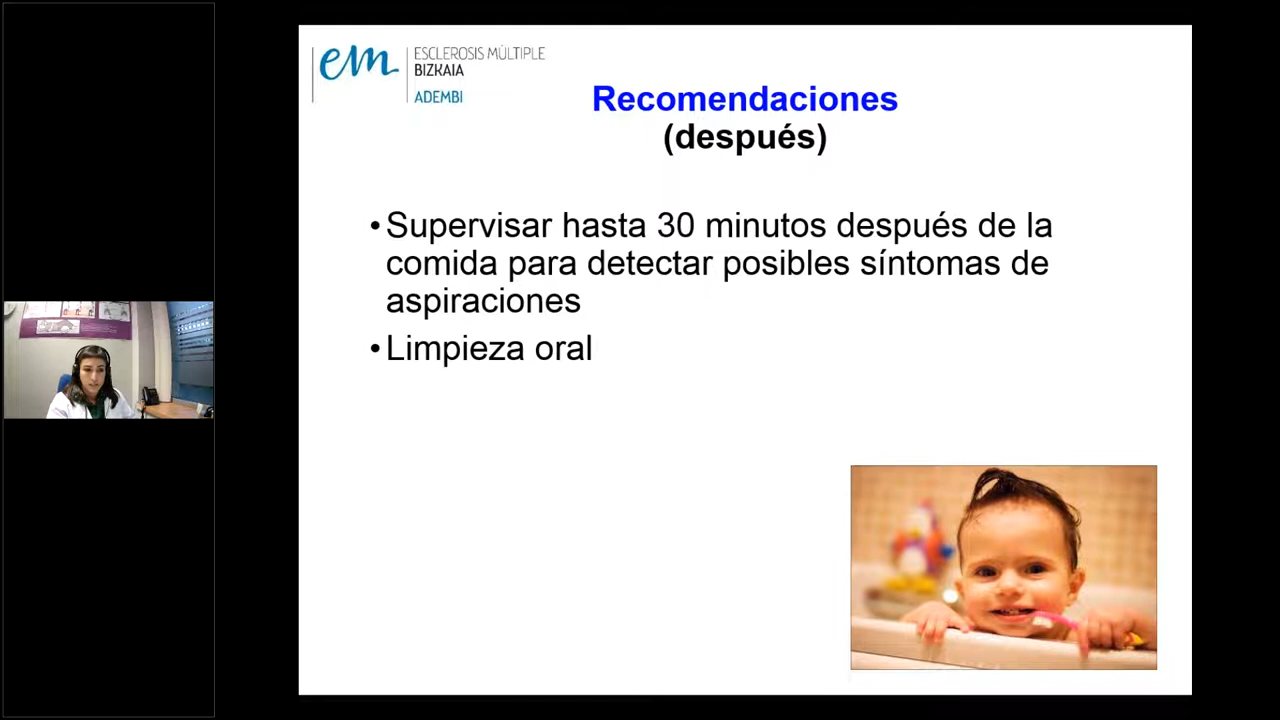 em
ESCLEROSIS MÚLTIPLE
BIZKAIA
ADEMBI
Recomendaciones
(después)
•Supervisar hasta 30 minutos después de la
comida para detectar posibles síntomas de
aspiraciones
•Limpieza oral